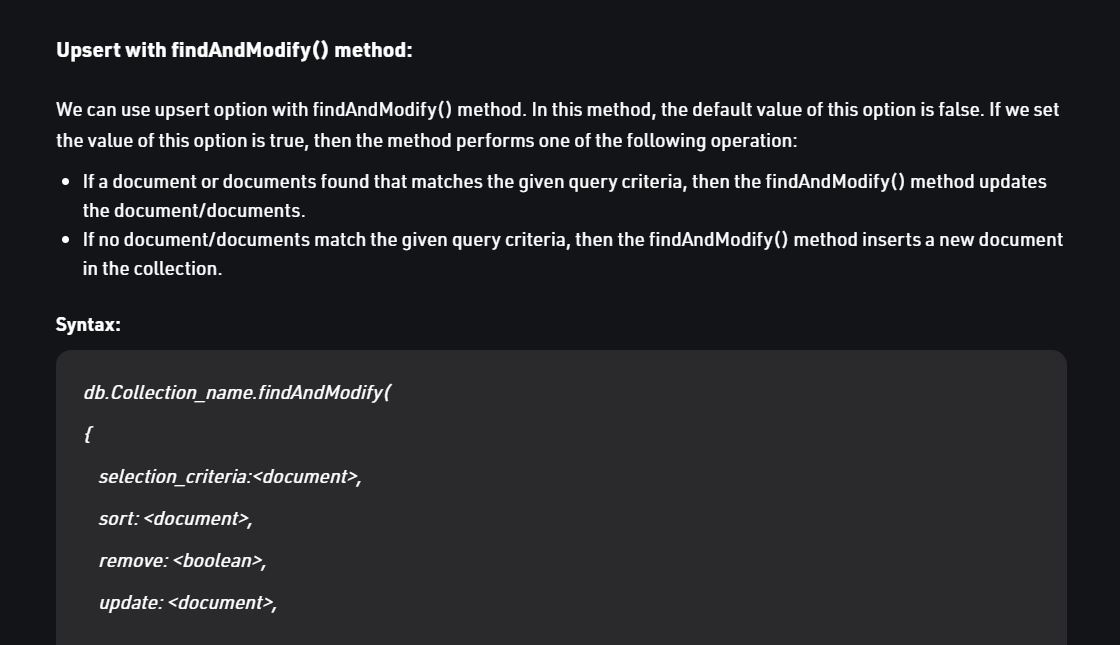 Upsert with findAndModify() method:
We can use upsert option with findAndModify() method. In this method, the default value of this option is false. If we set
the value of this option is true, then the method performs one of the following operation:
• If a document or documents found that matches the given query criteria, then the findAndModify() method updates
the document/documents.
• If no document/documents match the given query criteria, then the findAndModify() method inserts a new document
in the collection.
Syntax:
db.Collection_name.findAndModify(
{
selection_criteria:<document>,
sort: <document>,
remove: <boolean>,
update: <document>,